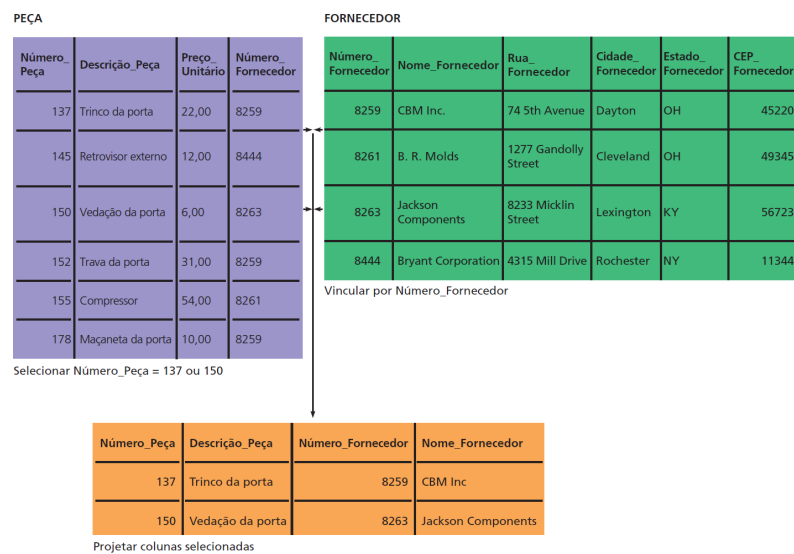 PEÇA
Número_ Peça Descrição_Peça Preço_ Unitário Número_ Fornecedor
137 Trinco da porta 22,00 8259
145 Retrovisor externo 12,00 8444
150 Vedação da porta 6,00 8263
152 Trava da porta 31,00 8259
155 Compressor 54,00 8261
178 Maçaneta da porta 10,00 8259
Selecionar Número_Peça = 137 ou 150
FORNECEDOR
Número_ Fornecedor Nome_Fornecedor Rua_ Fornecedor Cidade_ Fornecedor Estado_ Fornecedor CEP_ Fornecedor
8259 CBM Inc. 74 5th Avenue Dayton OH 45220
8261 B. R. Molds 1277 Gandolly Street Cleveland OH 49345
8263 Jackson Components 8233 Micklin Street Lexington KY 56723
8444 Bryant Corporation 4315 Mill Drive Rochester NY 11344
Vincular por Número_Fornecedor
Número_Peça Descrição_Peça Número_Fornecedor Nome_Fornecedor
137 Trinco da porta 8259 CBM Inc
150 Vedação da porta 8263 Jackson Components
Projetar colunas selecionadas